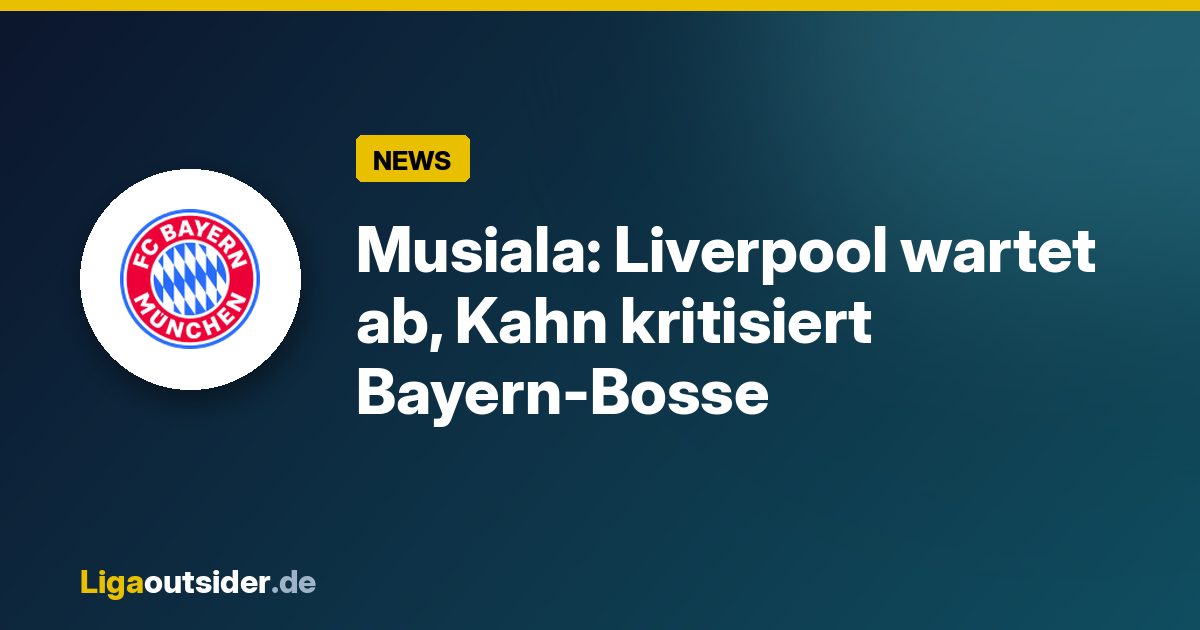 FC BAYERN
MÜNCHEN
NEWS
Musiala: Liverpool wartet
ab, Kahn kritisiert
Bayern-Bosse
Ligaoutsider.de